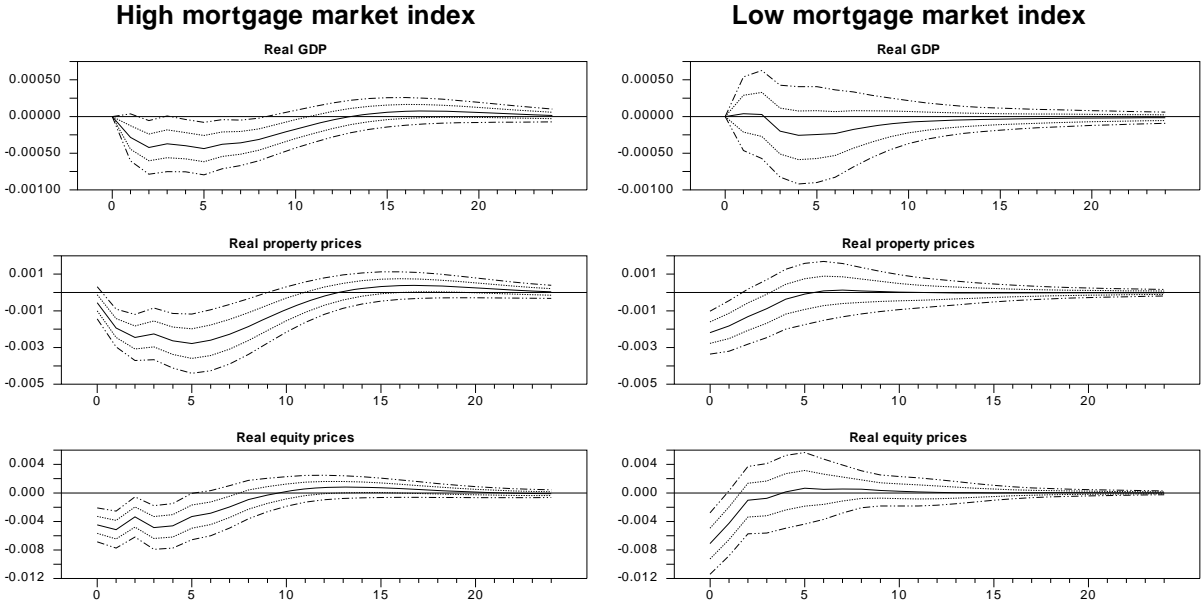 High mortgage market index
Low mortgage market index
Real GDP
0.00050
0.00000
-0.00050
-0.00100
0 5 10 15 20
Real GDP
0.00050
0.00000
-0.00050
-0.00100
0 5 10 15 20
Real property prices
0.001
-0.001
-0.003
-0.005
0 5 10 15 20
Real property prices
0.001
-0.001
-0.003
-0.005
0 5 10 15 20
Real equity prices
0.004
0.000
-0.004
-0.008
-0.012
0 5 10 15 20
Real equity prices
0.004
0.000
-0.004
-0.008
-0.012
0 5 10 15 20